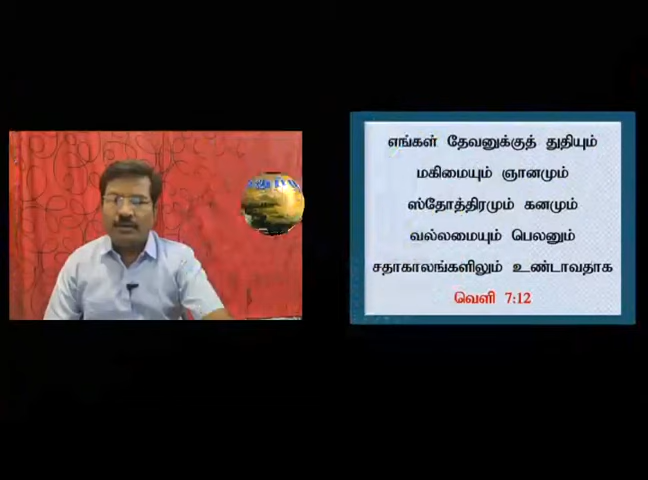 எங்கள் தேவனுக்குத் துதியும்
மகிமையும் ஞானமும்
ஸ்தோத்திரமும் கனமும்
வல்லமையும் பெலனும்
சதாகாலங்களிலும் உண்டாவதாக
வெளி 7:12